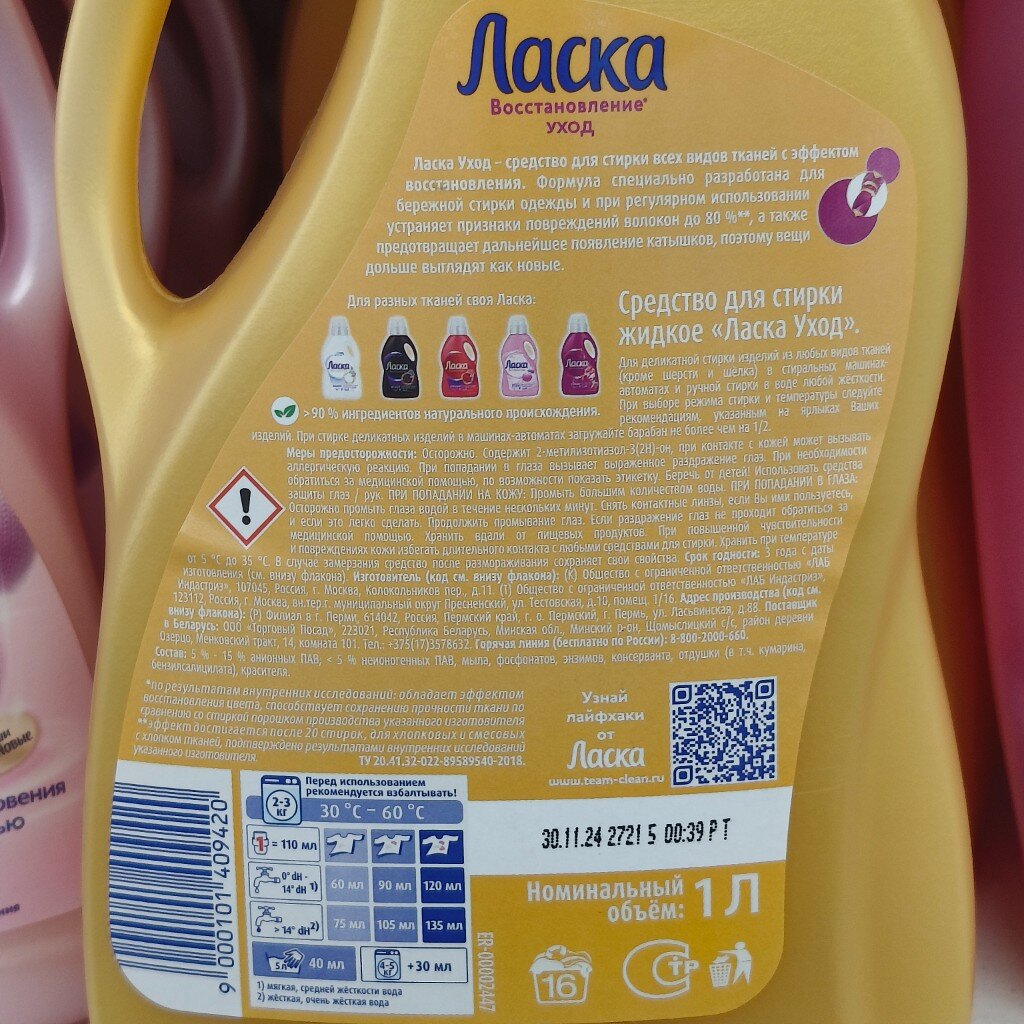 Ласка
Восстановление*
УХОД
Ласка Уход – средство для стирки всех видов тканей с эффектом
восстановления. Формула специально разработана для
бережной стирки одежды и при регулярном использовании
устраняет признаки повреждений волокон до 80 %**, а также
предотвращает дальнейшее появление катышков, поэтому вещи
дольше выглядят как новые.
Для разных тканей своя Ласка:
Ласка Ласка Ласка Ласка Ласка
> 90 % ингредиентов натурального происхождения.
Средство для стирки
жидкое «Ласка Уход».
Для деликатной стирки изделий из любых видов тканей
(кроме шерсти и шелка) в стиральных машинах-
автоматах и ручной стирки в воде любой жёсткости.
При выборе режима стирки и температуры следуйте
рекомендациям, указанным на ярлыках Ваших
изделий. При стирке деликатных изделий в машинах-автоматах загружайте барабан не более чем на 1/2.
Меры предосторожности: Осторожно. Содержит 2-метилизотиазол-3(2H)-он, при контакте с кожей может вызывать
аллергическую реакцию. При попадании в глаза вызывает выраженное раздражение глаз. При необходимости
обратиться за медицинской помощью, по возможности показать этикетку. Беречь от детей! Использовать средства
защиты глаз / рук. ПРИ ПОПАДАНИИ НА КОЖУ: Промыть большим количеством воды. ПРИ ПОПАДАНИИ В ГЛАЗА:
Осторожно промыть глаза водой в течение нескольких минут. Снять контактные линзы, если Вы ими пользуетесь,
и если это легко сделать. Продолжить промывание глаз. Если раздражение глаз не проходит обратиться за
медицинской помощью. Хранить вдали от пищевых продуктов. При повышенной чувствительности
и повреждениях кожи избегать длительного контакта с любыми средствами для стирки. Хранить при температуре
от 5 °C до 35 °C. В случае замерзания средство после размораживания сохраняет свои свойства. Срок годности: 3 года с даты
изготовления (см. внизу флакона). Изготовитель (код см. внизу флакона): (К) Общество с ограниченной ответственностью «ЛАБ
Индастриз», 107045, Россия, г. Москва, Колокольников пер., д.11. (Т) Общество с ограниченной ответственностью «ЛАБ Индастриз»,
123112, Россия, г. Москва, вн.тер.г. муниципальный округ Пресненский, ул. Тестовская, д.10, помещ. 1/16. Адрес производства (код см.
внизу флакона): (Р) Филиал в г. Перми, 614042, Россия, Пермский край, г. о. Пермский, г. Пермь, ул. Ласьвинская, д.88. Поставщик
в Беларусь: ООО «Торговый Посад», 223021, Республика Беларусь, Минская обл., Минский р-он, Щомыслицкий с/с, район деревни
Озерцо, Менковский тракт, 14, комната 101. Тел.: +375(17)3578632. Горячая линия (бесплатно по России): 8-800-2000-660.
Состав: 5 % - 15 % анионных ПАВ, < 5 % неионогенных ПАВ, мыла, фосфонатов, энзимов, консерванта, отдушки (в т.ч. кумарина,
бензилсалицилата), красителя.
*по результатам внутренних исследований: обладает эффектом
восстановления цвета, способствует сохранению прочности ткани по
сравнению со стиркой порошком производства указанного изготовителя
**эффект достигается после 20 стирок, для хлопковых и смесовых
с хлопком тканей, подтверждено результатами внутренних исследований
указанного изготовителя.
ТУ 20.41.32-022-89589540-2018.
Узнай
лайфхаки
от
Ласка
www.team-clean.ru
9 000101 409420
Перед использованием
рекомендуется взбалтывать!
2-3
кг
30 °C – 60 °C
1 = 110 мл
0° dH -
14° dH 1)
60 мл 90 мл 120 мл
> 14° dH2)
75 мл 105 мл 135 мл
5 л 40 мл
4-5
кг
+30 мл
1) мягкая, средней жёсткости вода
2) жёсткая, очень жёсткая вода
ER-00007447
30.11.24 2721 5 00:39 Р Т
Номинальный
объём: 1 Л
16
СТР
овения
ью